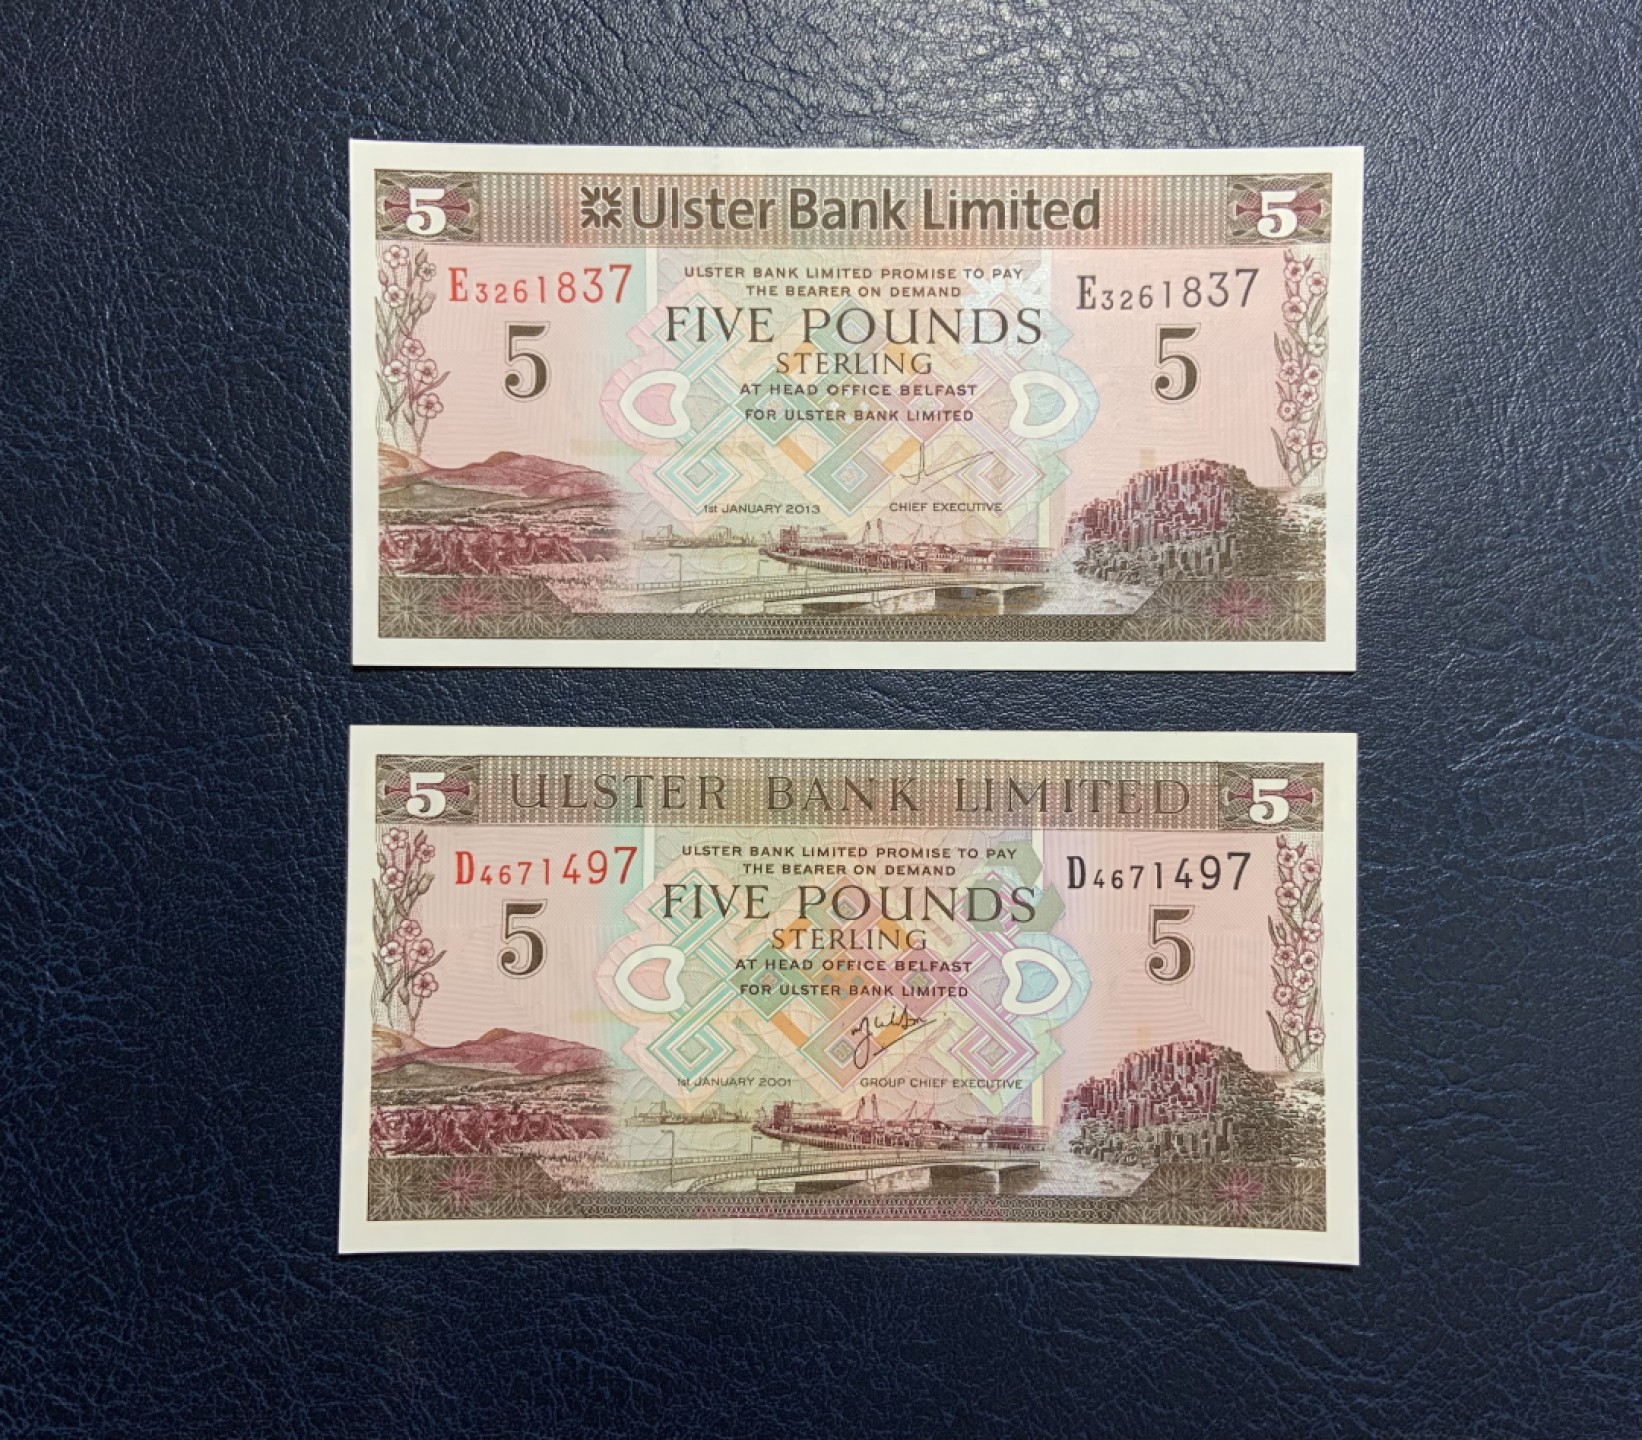 5 Ulster Bank Limited 5
E3261837 ULSTER BANK LIMITED PROMISE TO PAY E3261837
THE BEARER ON DEMAND
5 FIVE POUNDS 5
STERLING
AT HEAD OFFICE BELFAST
FOR ULSTER BANK LIMITED
1st JANUARY 2013 CHIEF EXECUTIVE
5 ULSTER BANK LIMITED 5
D4671497 ULSTER BANK LIMITED PROMISE TO PAY D4671497
THE BEARER ON DEMAND
5 FIVE POUNDS 5
STERLING
AT HEAD OFFICE BELFAST
FOR ULSTER BANK LIMITED
1st JANUARY 2001 GROUP CHIEF EXECUTIVE